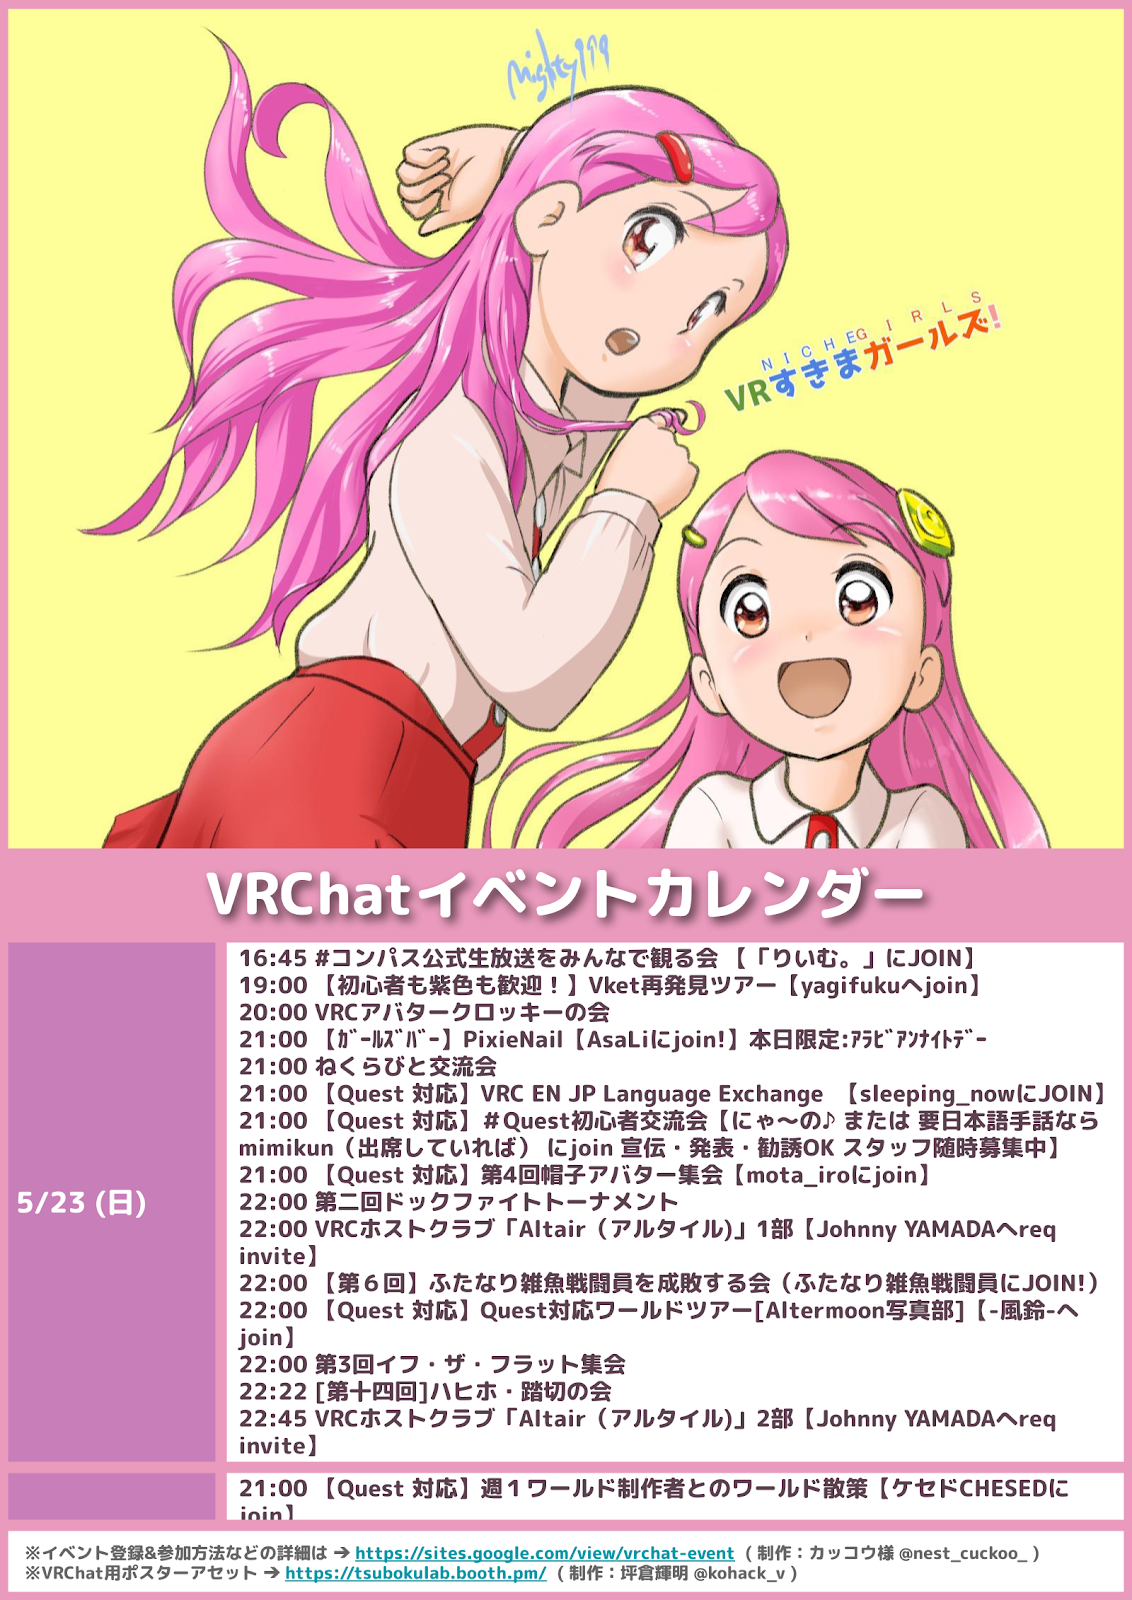 mighty199
NICHE GIRLS
VRすきまガールズ!
VRChatイベントカレンダー
5/23 (日)
16:45 #コンパス公式生放送をみんなで観る会 【「りぃむ。」にJOIN】
19:00 【初心者も紫色も歓迎！】Vket再発見ツアー【yagifukuへjoin】
20:00 VRCアバタークロッキーの会
21:00 【ｶﾞｰﾙｽﾞﾊﾞｰ】PixieNail【AsaLiにjoin!】本日限定:ｱﾗﾋﾞｱﾝﾅｲﾄﾃﾞｰ
21:00 ねくらびと交流会
21:00 【Quest 対応】VRC EN JP Language Exchange 【sleeping_nowにJOIN】
21:00 【Quest 対応】＃Quest初心者交流会【にゃ〜の♪ または 要日本語手話なら
mimikun（出席していれば） にjoin 宣伝・発表・勧誘OK スタッフ随時募集中】
21:00 【Quest 対応】第4回帽子アバター集会【mota_iroにjoin】
22:00 第二回ドックファイトトーナメント
22:00 VRCホストクラブ「Altair（アルタイル)」1部【Johnny YAMADAへreq
invite】
22:00 【第６回】ふたなり雑魚戦闘員を成敗する会（ふたなり雑魚戦闘員にJOIN!）
22:00 【Quest 対応】Quest対応ワールドツアー[Altermoon写真部]【-風鈴-へ
join】
22:00 第3回イフ・ザ・フラット集会
22:22 [第十四回]ハヒホ・踏切の会
22:45 VRCホストクラブ「Altair（アルタイル)」2部【Johnny YAMADAへreq
invite】
21:00 【Quest 対応】週１ワールド制作者とのワールド散策【ケセドCHESEDに
join】
※イベント登録&参加方法などの詳細は ➔ https://sites.google.com/view/vrchat-event ( 制作：カッコウ様 @nest_cuckoo_ )
※VRChat用ポスターアセット ➔ https://tsubokulab.booth.pm/ ( 制作：坪倉輝明 @kohack_v )